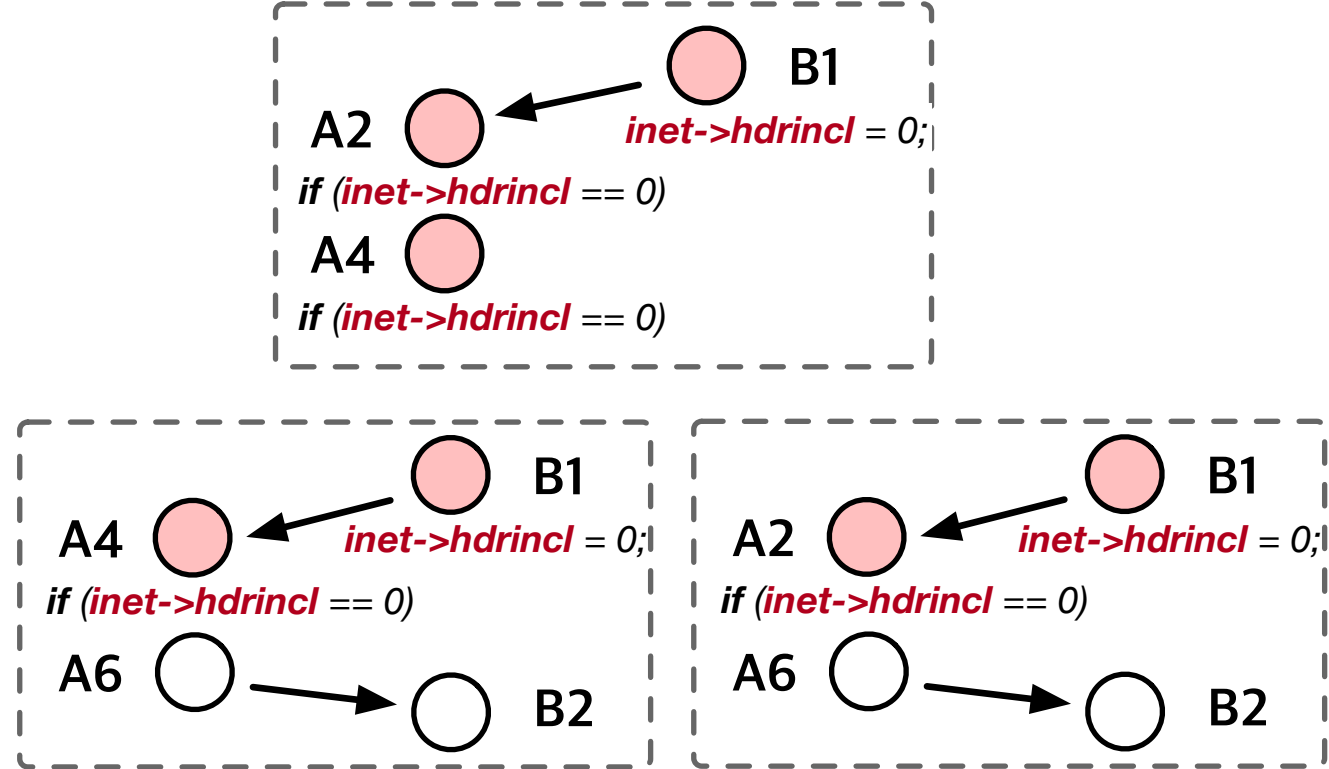 B1
A2
inet->hdrincl = 0;
if (inet->hdrincl == 0)
A4
if (inet->hdrincl == 0)
B1
A4
inet->hdrincl = 0;
if (inet->hdrincl == 0)
A6
B2
B1
A2
inet->hdrincl = 0;
if (inet->hdrincl == 0)
A6
B2